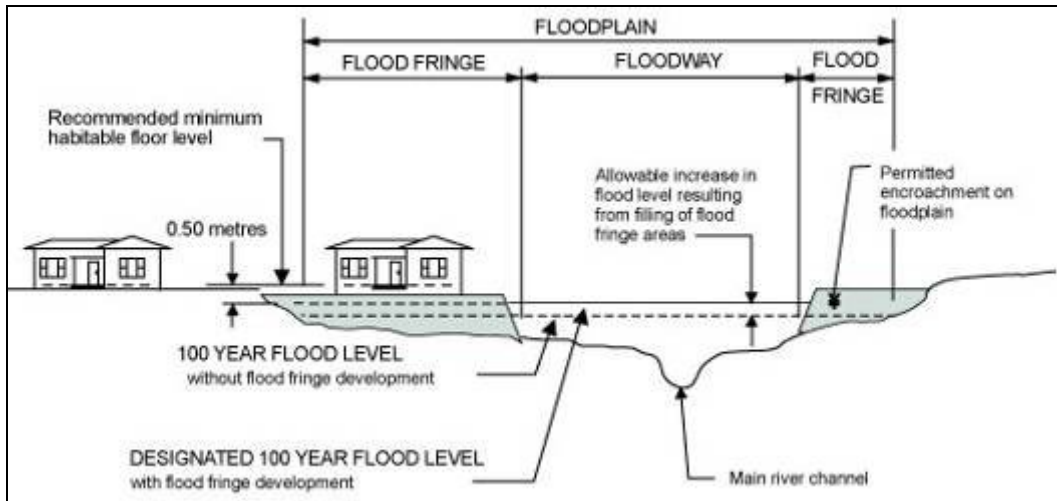 FLOODPLAIN
FLOOD FRINGE
FLOODWAY
FLOOD
FRINGE
Recommended minimum
habitable floor level
0.50 metres
Allowable increase in
flood level resulting
from filling of flood
fringe areas
Permitted
encroachment on
floodplain
100 YEAR FLOOD LEVEL
without flood fringe development
DESIGNATED 100 YEAR FLOOD LEVEL
with flood fringe development
Main river channel